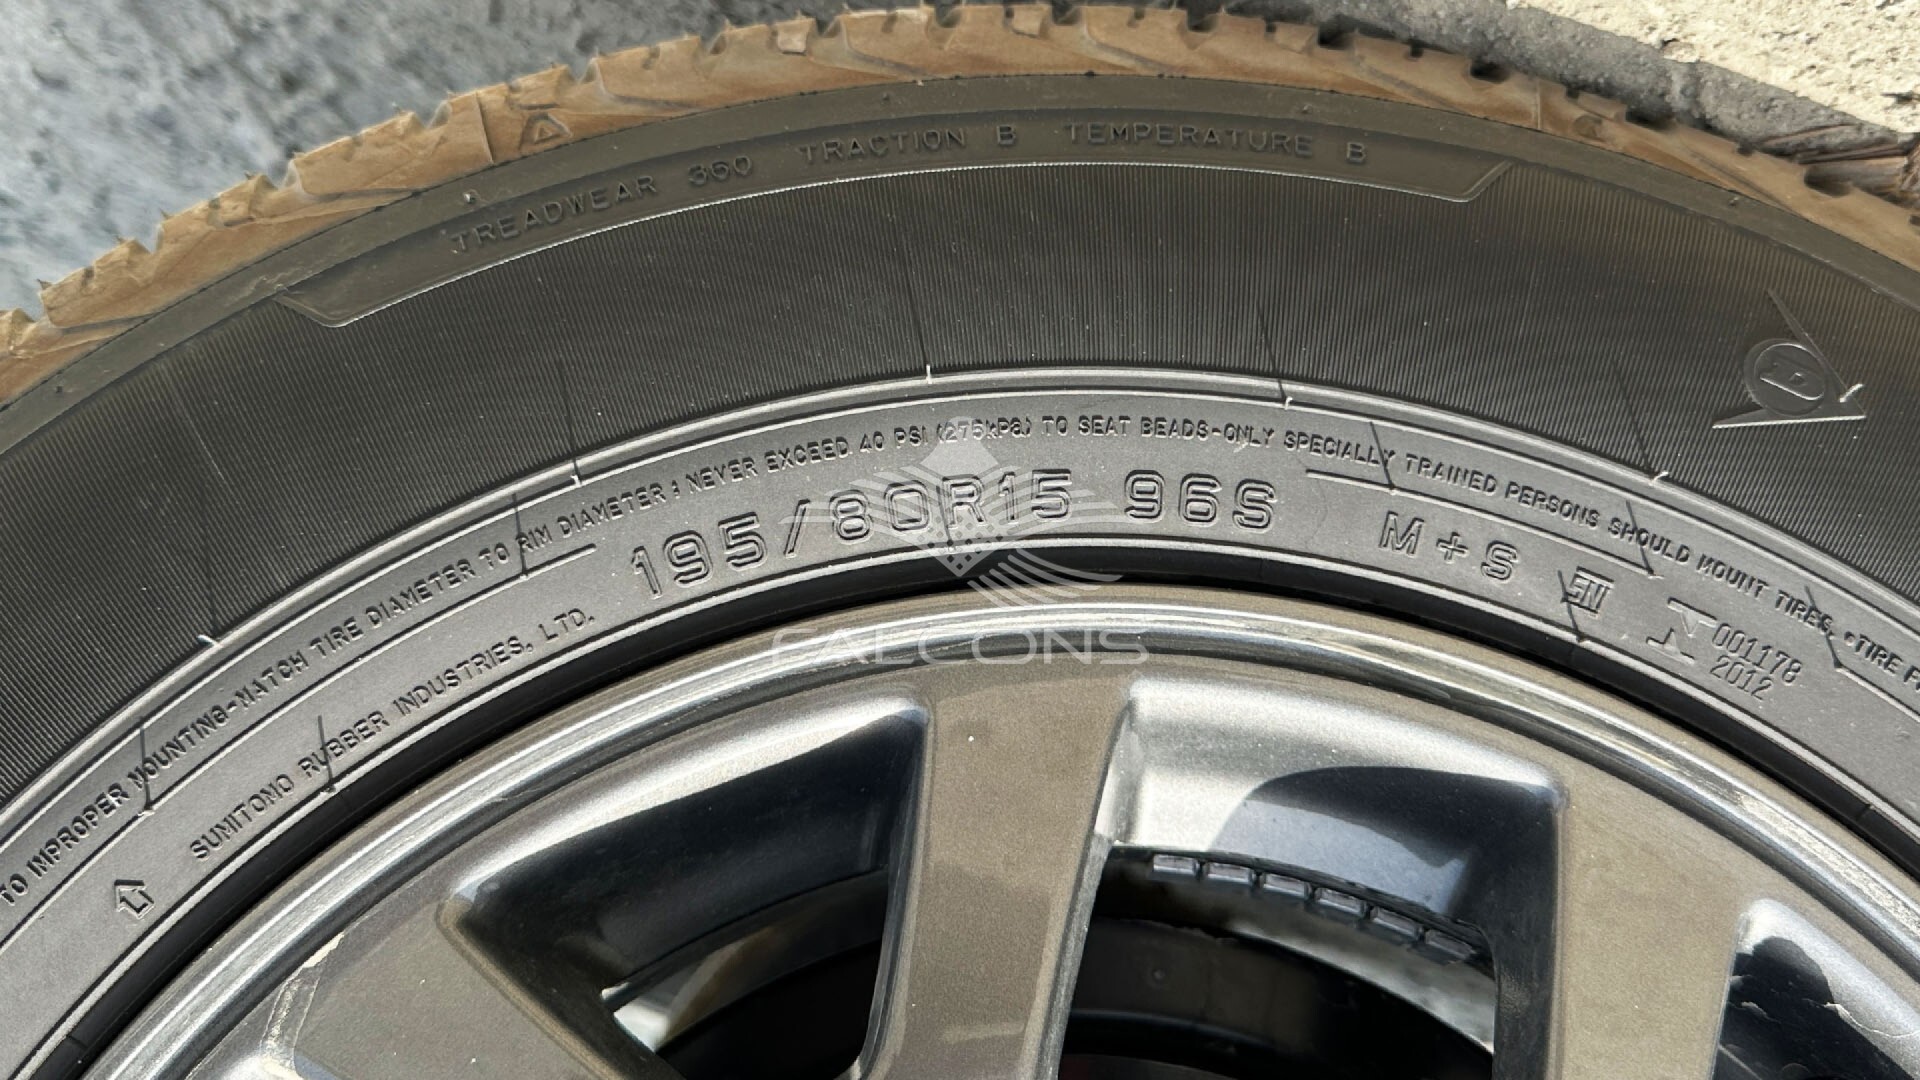 TREADWEAR 360 TRACTION B TEMPERATURE B
TO IMPROPER MOUNTING-MATCH TIRE DIAMETER TO RIM DIAMETER ; NEVER EXCEED 40 PSI (275kPa) TO SEAT BEADS-ONLY SPECIALLY TRAINED PERSONS SHOULD MOUNT TIRES. •TIRE
SUMITOMO RUBBER INDUSTRIES, LTD.
195/80R15 96S M+S
001178
2012
D
FALCONS